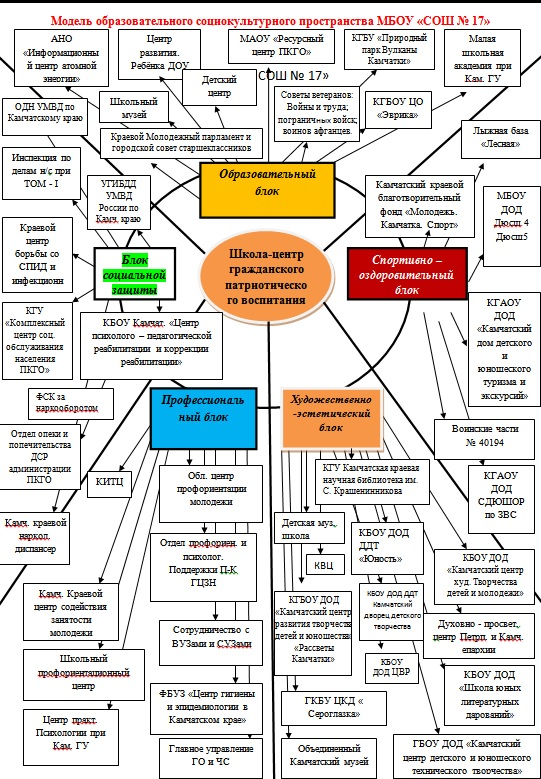 Модель образовательного социокультурного пространства МБОУ «СОШ № 17»
АНО
«Информационны
й центр атомной
энергии»
Центр
развития.
Ребёнка ДОУ
МАОУ «Ресурсный
центр ПКГО»
КГБУ «Природный
парк Вулканы
Камчатки»
Малая
школьная
академия при
Кам. ГУ
СОШ № 17»
Детский
центр
ОДН УМВД по
Камчатскому краю
Школьный
музей
Советы ветеранов:
Войны и труда;
пограничных войск;
воинов афганцев.
КГБОУ ЦО
«Эврика»
Лыжная база
«Лесная»
Краевой Молодежный парламент и
городской совет старшеклассников
Инспекция по
делам н/с при
ТОМ - I
УГИБДД
УМВД
России по
Камч. краю
Образовательный
блок
Камчатский краевой
благотворительный
фонд «Молодежь.
Камчатка. Спорт»
МБОУ
ДОД
Дюсш 4
Дюсш5
Краевой
центр
борьбы со
СПИД и
инфекционн
Блок
социальной
защиты
Школа-центр
гражданского
патриотическо
го воспитания
Спортивно –
оздоровительный
блок
КГУ
«Комплексный
центр соц.
обслуживания
населения
ПКГО»
КБОУ Камчат. «Центр
психолого – педагогической
реабилитации и коррекции
реабилитации»
КГАОУ
ДОД
«Камчатский
дом детского
и
юношеского
туризма и
экскурсий»
ФСК за
наркооборотом
Профессиональ
ный блок
Художественно
-эстетический
блок
Отдел опеки и
попечительства
ДСР
администрации
ПКГО
Воинские части
№ 40194
КИТЦ
Обл. центр
профориентации
молодежи
КГУ Камчатская краевая
научная библиотека им.
С. Крашенинникова
КГАОУ
ДОД
СДЮШОР
по ЗВС
Камч. краевой
наркол.
диспансер
Детская муз.
школа
КБОУ ДОД
ДДТ
«Юность»
Отдел профориен. и
психолог.
Поддержки П-К
ГЦЗН
КВЦ
КБОУ ДОД
«Камчатский центр
худ. Творчества
детей и молодежи»
Камч. Краевой
центр содействия
занятости
молодежи
КГБОУ ДОД
«Камчатский центр
развития творчеств
детей и юношества
«Рассветы
Камчатки»
КБОУ ДОД ДДТ
Камчатский
дворец детского
творчества
Духовно - просвет.
центр Петрп. и Камч.
епархии
Сотрудничество с
ВУЗами и СУЗами
Школьный
профориентационный
центр
КБОУ
ДОД ЦВР
КБОУ ДОД
«Школа юных
литературных
дарований»
ФБУЗ «Центр гигиены
и эпидемиологии в
Камчатском крае»
ГКБУ ЦКД «
Сероглазка»
Центр практ.
Психологии при
Кам. ГУ
Главное управление
ГО и ЧС
Объединенный
Камчатский музей
ГБОУ ДОД «Камчатский
центр детского и юношеского
технического творчества»